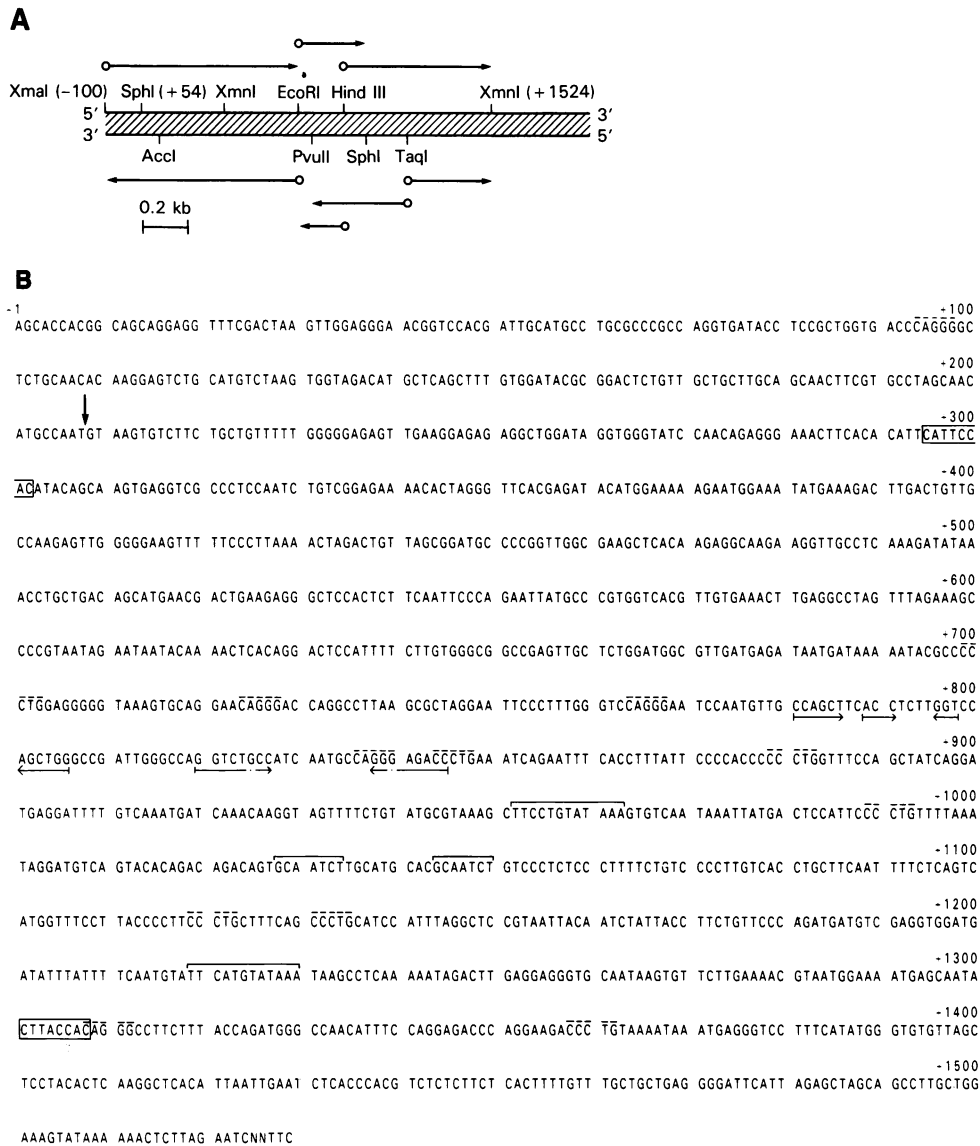 A
XmaI (-100) SphI (+54) XmnI EcoRI Hind III XmnI (+1524)
5' 3'
3' 5'
AccI PvuII SphI TaqI
0.2 kb
B
-1 +100
AGCACCACGG CAGCAGGAGG TTTCGACTAA GTTGGAGGGA ACGGTCCACG ATTGCATGCC TGCGCCCGCC AGGTGATACC TCCGCTGGTG ACCCAGGGGC
+200
TCTGCAACAC AAGGAGTCTG CATGTCTAAG TGGTAGACAT GCTCAGCTTT GTGGATACGC GGACTCTGTT GCTGCTTGCA GCAACTTCGT GCCTAGCAAC
+300
ATGCCAATGT AAGTGTCTTC TGCTGTTTTT GGGGGAGAGT TGAAGGAGAG AGGCTGGATA GGTGGGTATC CAACAGAGGG AAACTTCACA CATTCATTCC
+400
ACATACAGCA AGTGAGGTCG CCCTCCAATC TGTCGGAGAA AACACTAGGG TTCACGAGAT ACATGGAAAA AGAATGGAAA TATGAAAGAC TTGACTGTTG
+500
CCAAGAGTTG GGGGAAGTTT TTCCCTTAAA ACTAGACTGT TAGCGGATGC CCCGGTTGGC GAAGCTCACA AGAGGCAAGA AGGTTGCCTC AAAGATATAA
+600
ACCTGCTGAC AGCATGAACG ACTGAAGAGG GCTCCACTCT TCAATTCCCA GAATTATGCC CGTGGTCACG TTGTGAAACT TGAGGCCTAG TTTAGAAAGC
+700
CCCGTAATAG AATAATACAA AACTCACAGG ACTCCATTTT CTTGTGGGCG GCCGAGTTGC TCTGGATGGC GTTGATGAGA TAATGATAAA AATACGCCCC
+800
CTGGAGGGGG TAAAGTGCAG GAACAGGGAC CAGGCCTTAA GCGCTAGGAA TTCCCTTTGG GTCCAGGGAA TCCAATGTTG CCAGCTTCAC CTCTTGGTCC
+900
AGCTGGGCCG ATTGGGCCAG GGTCTGCCATC AATGCCAGGG AGACCCCTGAA ATCAGAATTT CACCTTTATT CCCCACCCCC CTGGTTTCCA GCTATCAGGA
+1000
TGAGGATTTT GTCAAATGAT CAAACAAGGT AGTTTTCTGT ATGCGTAAAGC TTCCTGTAT AAAGTGTCAA TAAATTATGA CTCCATTCCC CTGTTTTAAA
+1100
TAGGATGTCA GTACACAGAC AGACAGTGCA ATCTTGCATG CACGCAATCT GTCCCTCTCC CTTTTCTGTC CCCTTGTCAC CTGCTTCAAT TTTCTCAGTC
+1200
ATGGTTTCCT TACCCCTTCC CCTGCTTTCAG CCCCTGCATCC ATTTAGGCTC CGTAATTACA ATCTATTACC TTCTGTTCCC AGATGATGTC GAGGTGGATG
+1300
ATATTTATTT TCAATGTATT CATGTATAAA TAAGCCTCAA AAATAGACTT GAGGAGGGTG CAATAAGTGT TCTTGAAAAC GTAATGGAAA ATGAGCAATA
+1400
CTTACCACAG GGCCTTCTTT ACCAGATGGG CCAACATTTC CAGGAGACCC AGGAAGACCC TGTAAAATAA ATGAGGGTCC TTTCATATGG GTGTGTTAGC
+1500
TCCTACACTC AAGGCTCACA TTAATTGAAT CTCACCCACG TCTCTCTTCT CACTTTTGTT TGCTGCTGAG GGGATTCATT AGAGCTAGCA GCCTTGCTGG
AAAGTATAAA AAACTCTTAG AATCNNTTC